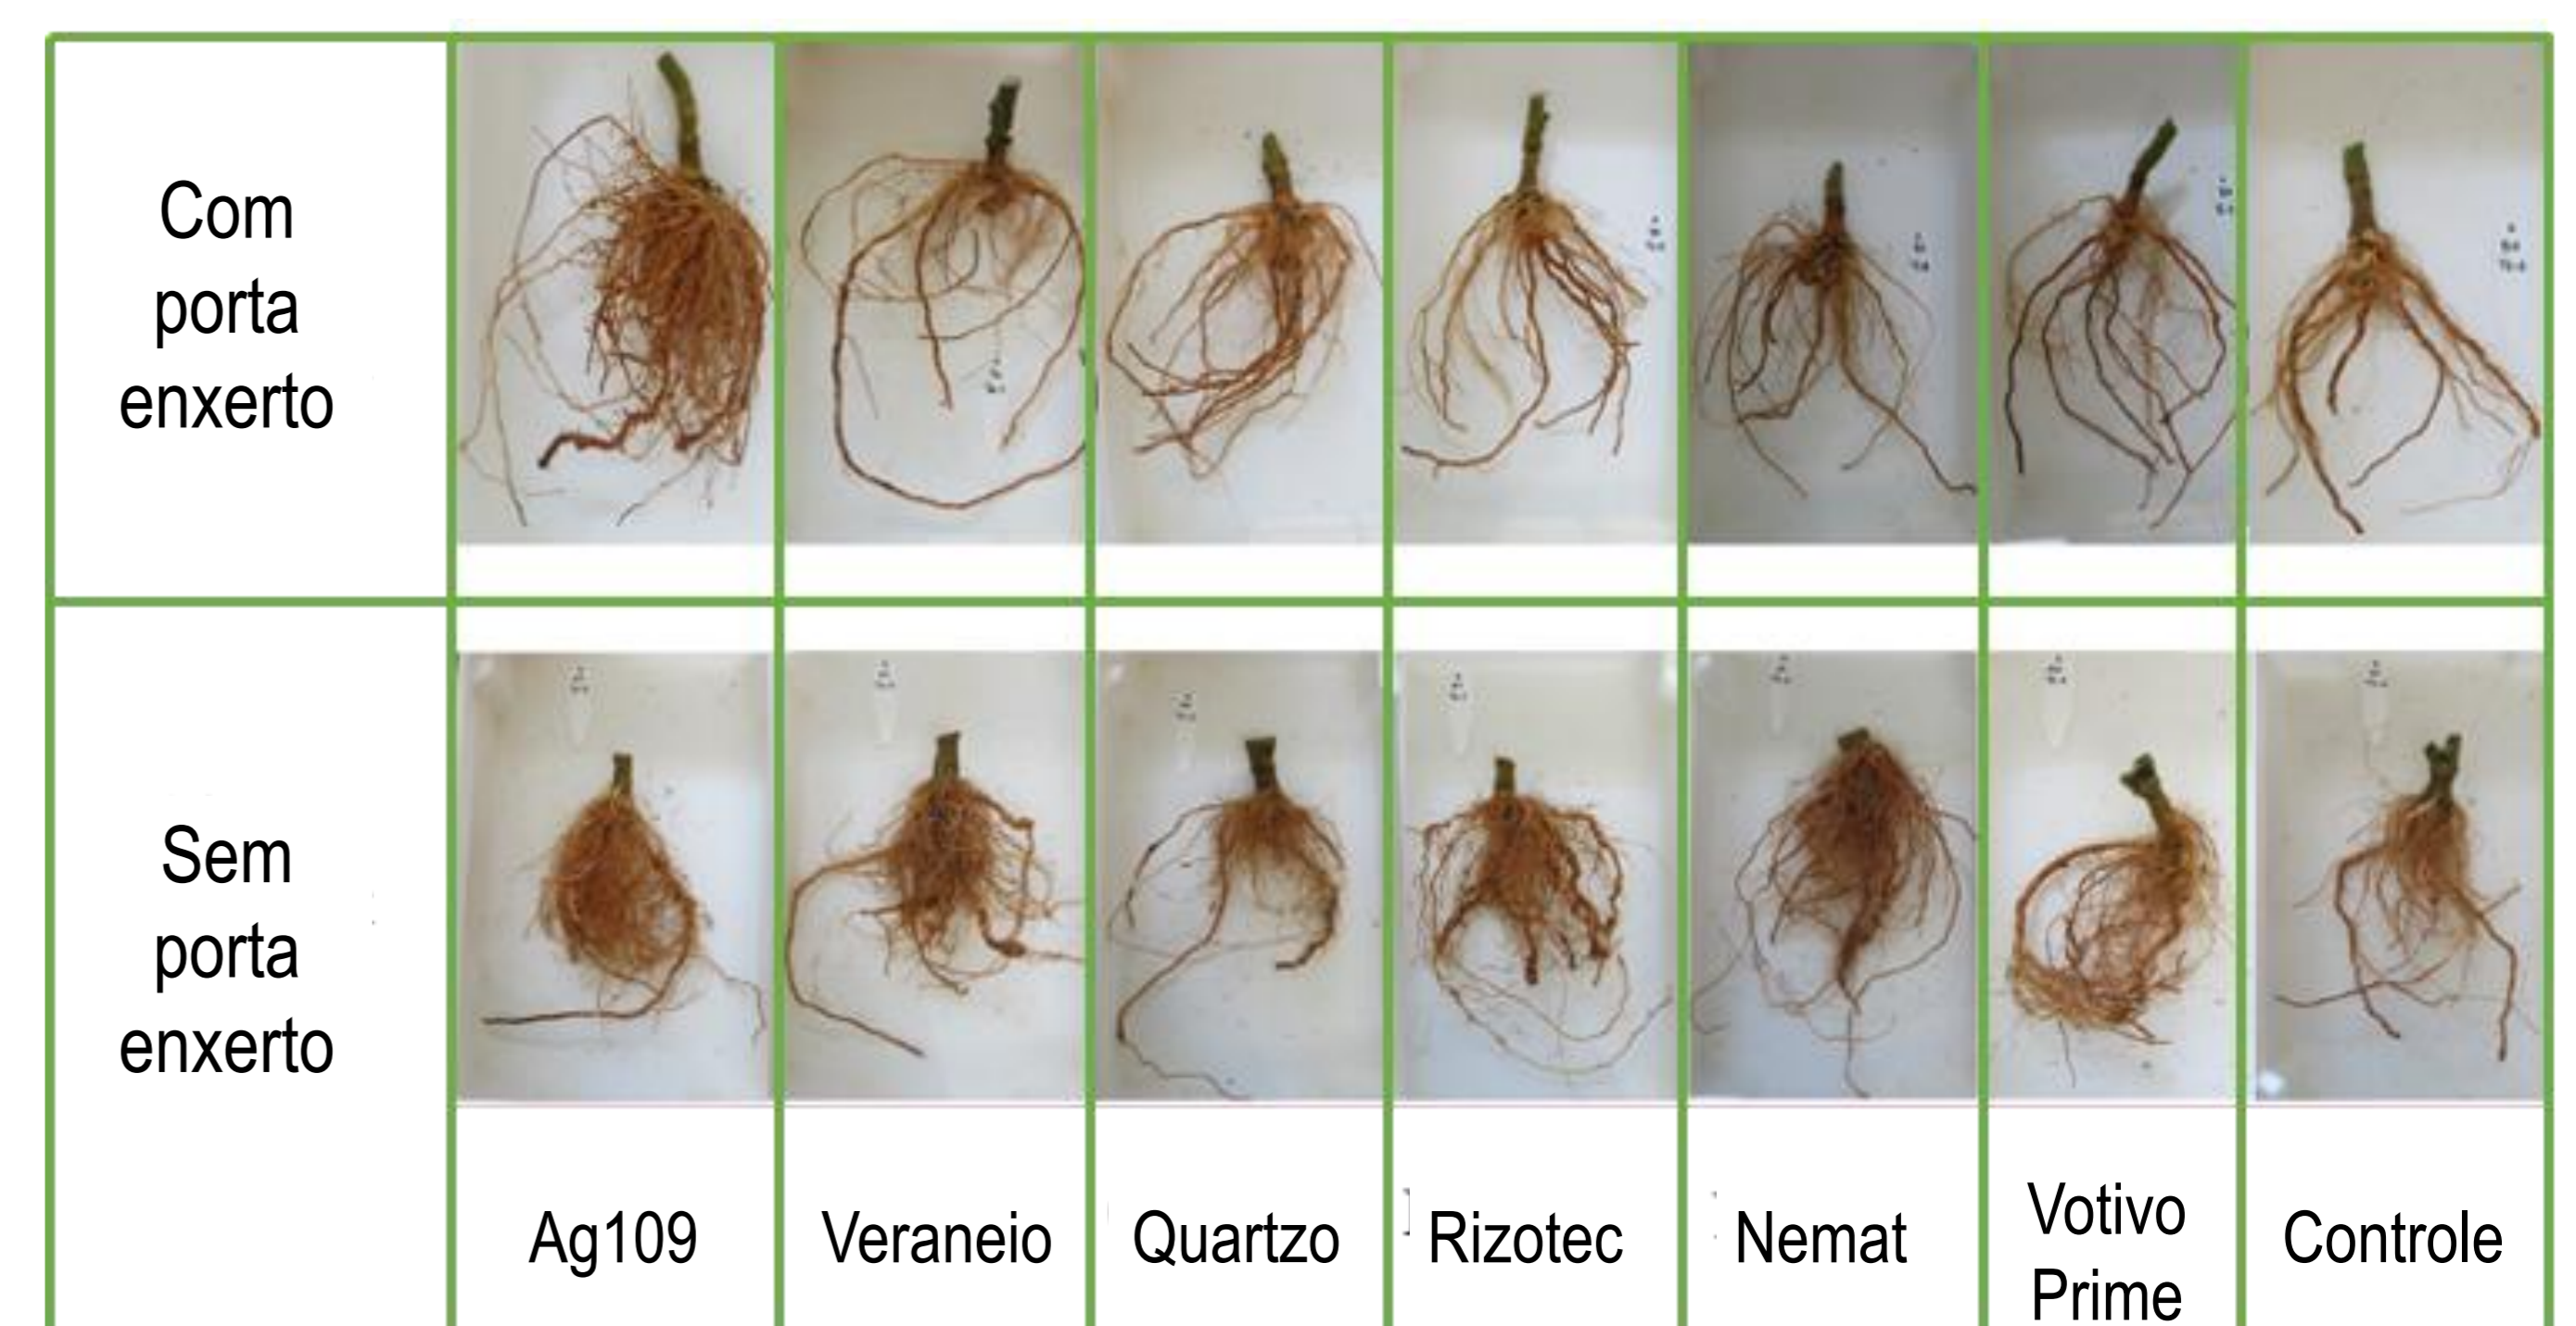 Com
porta
enxerto
Sem
porta
enxerto
Ag109
Veraneio
Quartzo
Rizotec
Nemat
Votivo
Prime
Controle